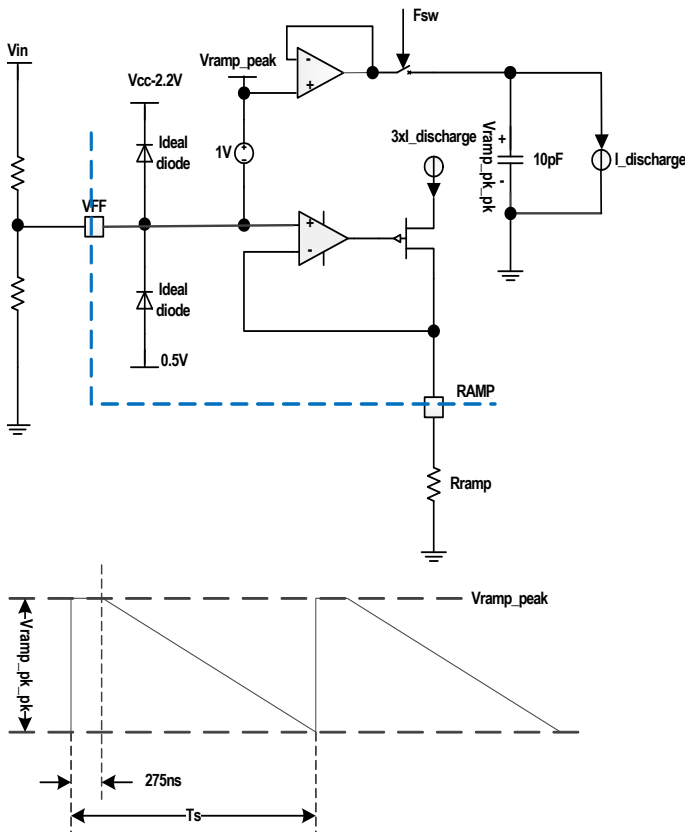 Fsw
Vin
Vramp_peak
Vcc-2.2V
-
+
Ideal
diode
1V
3xI_discharge
Vramp_pk_pk
+
-
10pF
I_discharge
VFF
+
-
Ideal
diode
0.5V
RAMP
Rramp
Vramp_peak
Vramp_pk_pk
275ns
Ts